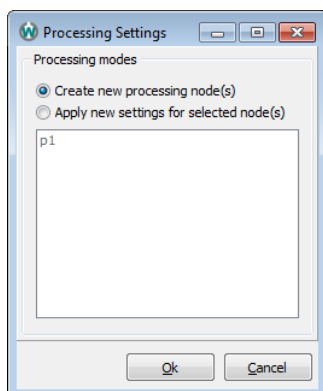 Processing Settings
Processing modes
Create new processing node(s)
Apply new settings for selected node(s)
p1
Ok
Cancel